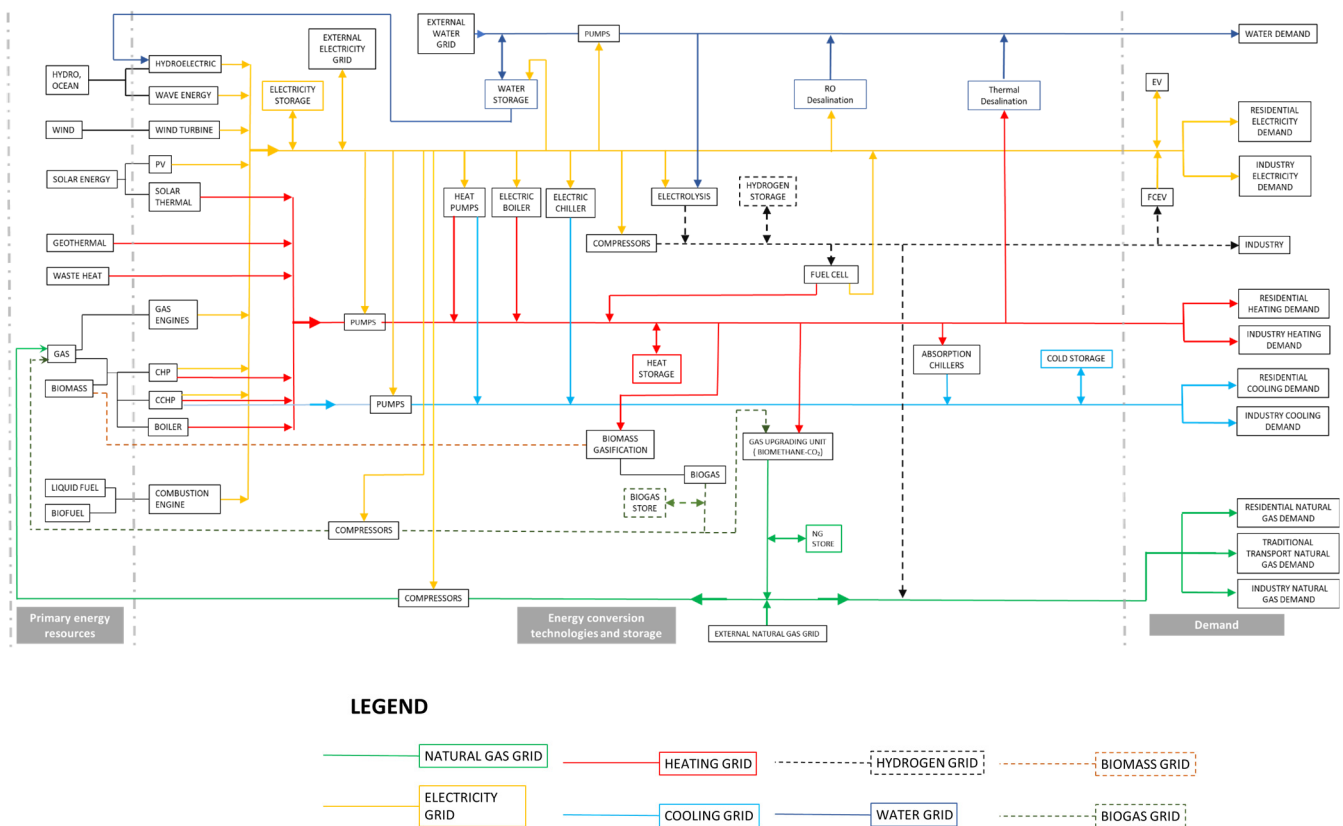 EXTERNAL
WATER
GRID
PUMPS
WATER DEMAND
EXTERNAL
ELECTRICITY
GRID
HYDRO,
OCEAN
HYDROELECTRIC
WAVE ENERGY
ELECTRICITY
STORAGE
WATER
STORAGE
RO
Desalination
Thermal
Desalination
EV
RESIDENTIAL
ELECTRICITY
DEMAND
WIND
WIND TURBINE
PV
SOLAR ENERGY
SOLAR
THERMAL
INDUSTRY
ELECTRICITY
DEMAND
HEAT
PUMPS
ELECTRIC
BOILER
ELECTRIC
CHILLER
ELECTROLYSIS
HYDROGEN
STORAGE
FCEV
GEOTHERMAL
COMPRESSORS
INDUSTRY
WASTE HEAT
FUEL CELL
GAS
ENGINES
PUMPS
RESIDENTIAL
HEATING DEMAND
INDUSTRY HEATING
DEMAND
GAS
HEAT
STORAGE
ABSORPTION
CHILLERS
COLD STORAGE
CHP
BIOMASS
CCHP
PUMPS
RESIDENTIAL
COOLING DEMAND
BOILER
INDUSTRY COOLING
DEMAND
BIOMASS
GASIFICATION
GAS UPGRADING UNIT
( BIOMETHANE-CO₂)
BIOGAS
LIQUID FUEL
BIOFUEL
COMBUSTION
ENGINE
BIOGAS
STORE
RESIDENTIAL NATURAL
GAS DEMAND
COMPRESSORS
NG
STORE
TRADITIONAL
TRANSPORT NATURAL
GAS DEMAND
COMPRESSORS
INDUSTRY NATURAL
GAS DEMAND
Primary energy
resources
Energy conversion
technologies and storage
EXTERNAL NATURAL GAS GRID
Demand
LEGEND
NATURAL GAS GRID
HEATING GRID
HYDROGEN GRID
BIOMASS GRID
ELECTRICITY
GRID
COOLING GRID
WATER GRID
BIOGAS GRID